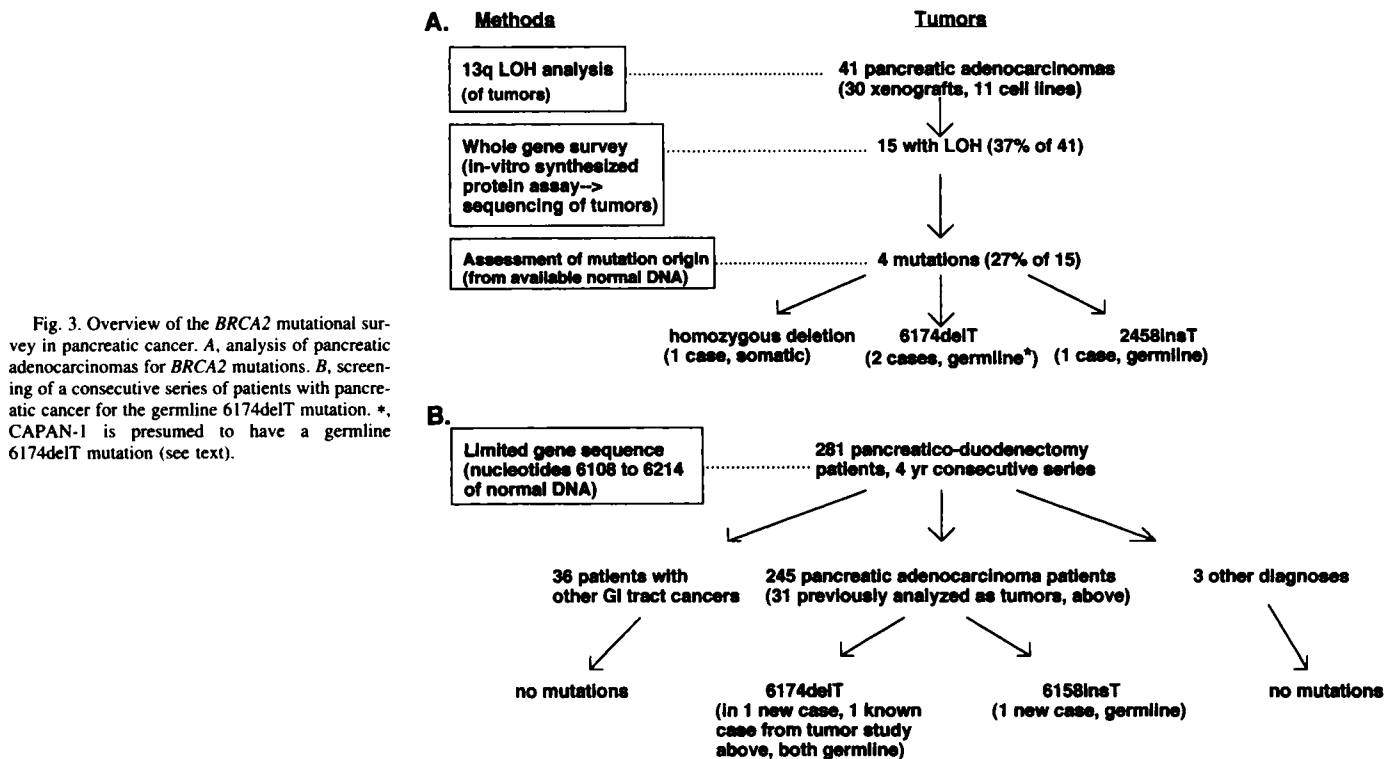 A. Methods
Tumors
13q LOH analysis
(of tumors)
41 pancreatic adenocarcinomas
(30 xenografts, 11 cell lines)
Whole gene survey
(in-vitro synthesized
protein assay-->
sequencing of tumors)
15 with LOH (37% of 41)
Assessment of mutation origin
(from available normal DNA)
4 mutations (27% of 15)
homozygous deletion
(1 case, somatic)
6174delT
(2 cases, germline*)
2458insT
(1 case, germline)
Fig. 3. Overview of the BRCA2 mutational sur-
vey in pancreatic cancer. A, analysis of pancreatic
adenocarcinomas for BRCA2 mutations. B, screen-
ing of a consecutive series of patients with pancre-
atic cancer for the germline 6174delT mutation. *,
CAPAN-1 is presumed to have a germline
6174delT mutation (see text).
B.
Limited gene sequence
(nucleotides 6108 to 6214
of normal DNA)
281 pancreatico-duodenectomy
patients, 4 yr consecutive series
36 patients with
other GI tract cancers
245 pancreatic adenocarcinoma patients
(31 previously analyzed as tumors, above)
3 other diagnoses
no mutations
6174delT
(in 1 new case, 1 known
case from tumor study
above, both germline)
6158insT
(1 new case, germline)
no mutations